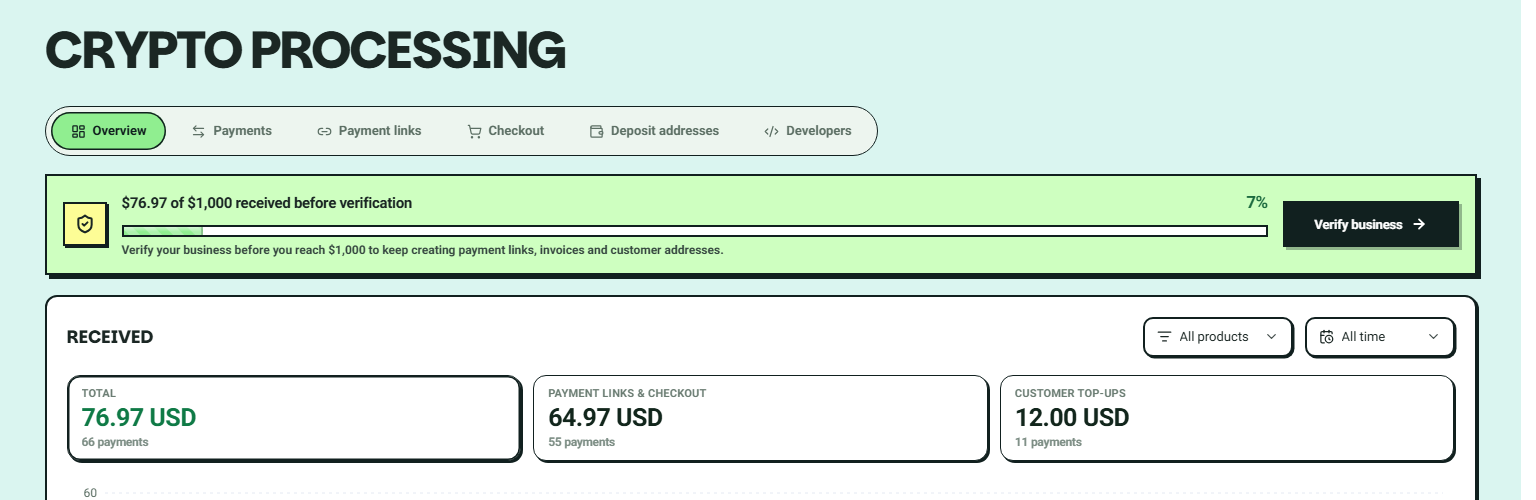 CRYPTO PROCESSING
Overview Payments Payment links Checkout Deposit addresses Developers
$76.97 of $1,000 received before verification 7%
Verify business
Verify your business before you reach $1,000 to keep creating payment links, invoices and customer addresses.
RECEIVED All products All time
TOTAL PAYMENT LINKS & CHECKOUT CUSTOMER TOP-UPS
76.97 USD 64.97 USD 12.00 USD
66 payments 55 payments 11 payments
60